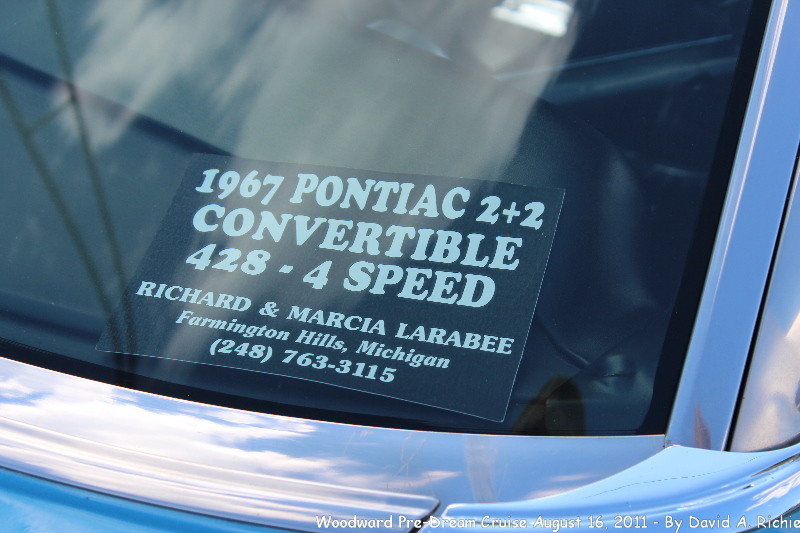 1967 PONTIAC 2+2
CONVERTIBLE
428 - 4 SPEED
RICHARD & MARCIA LARABEE
Farmington Hills, Michigan
(248) 763-3115
Woodward Pre-Dream Cruise August 16, 2011 - By David A. Richie